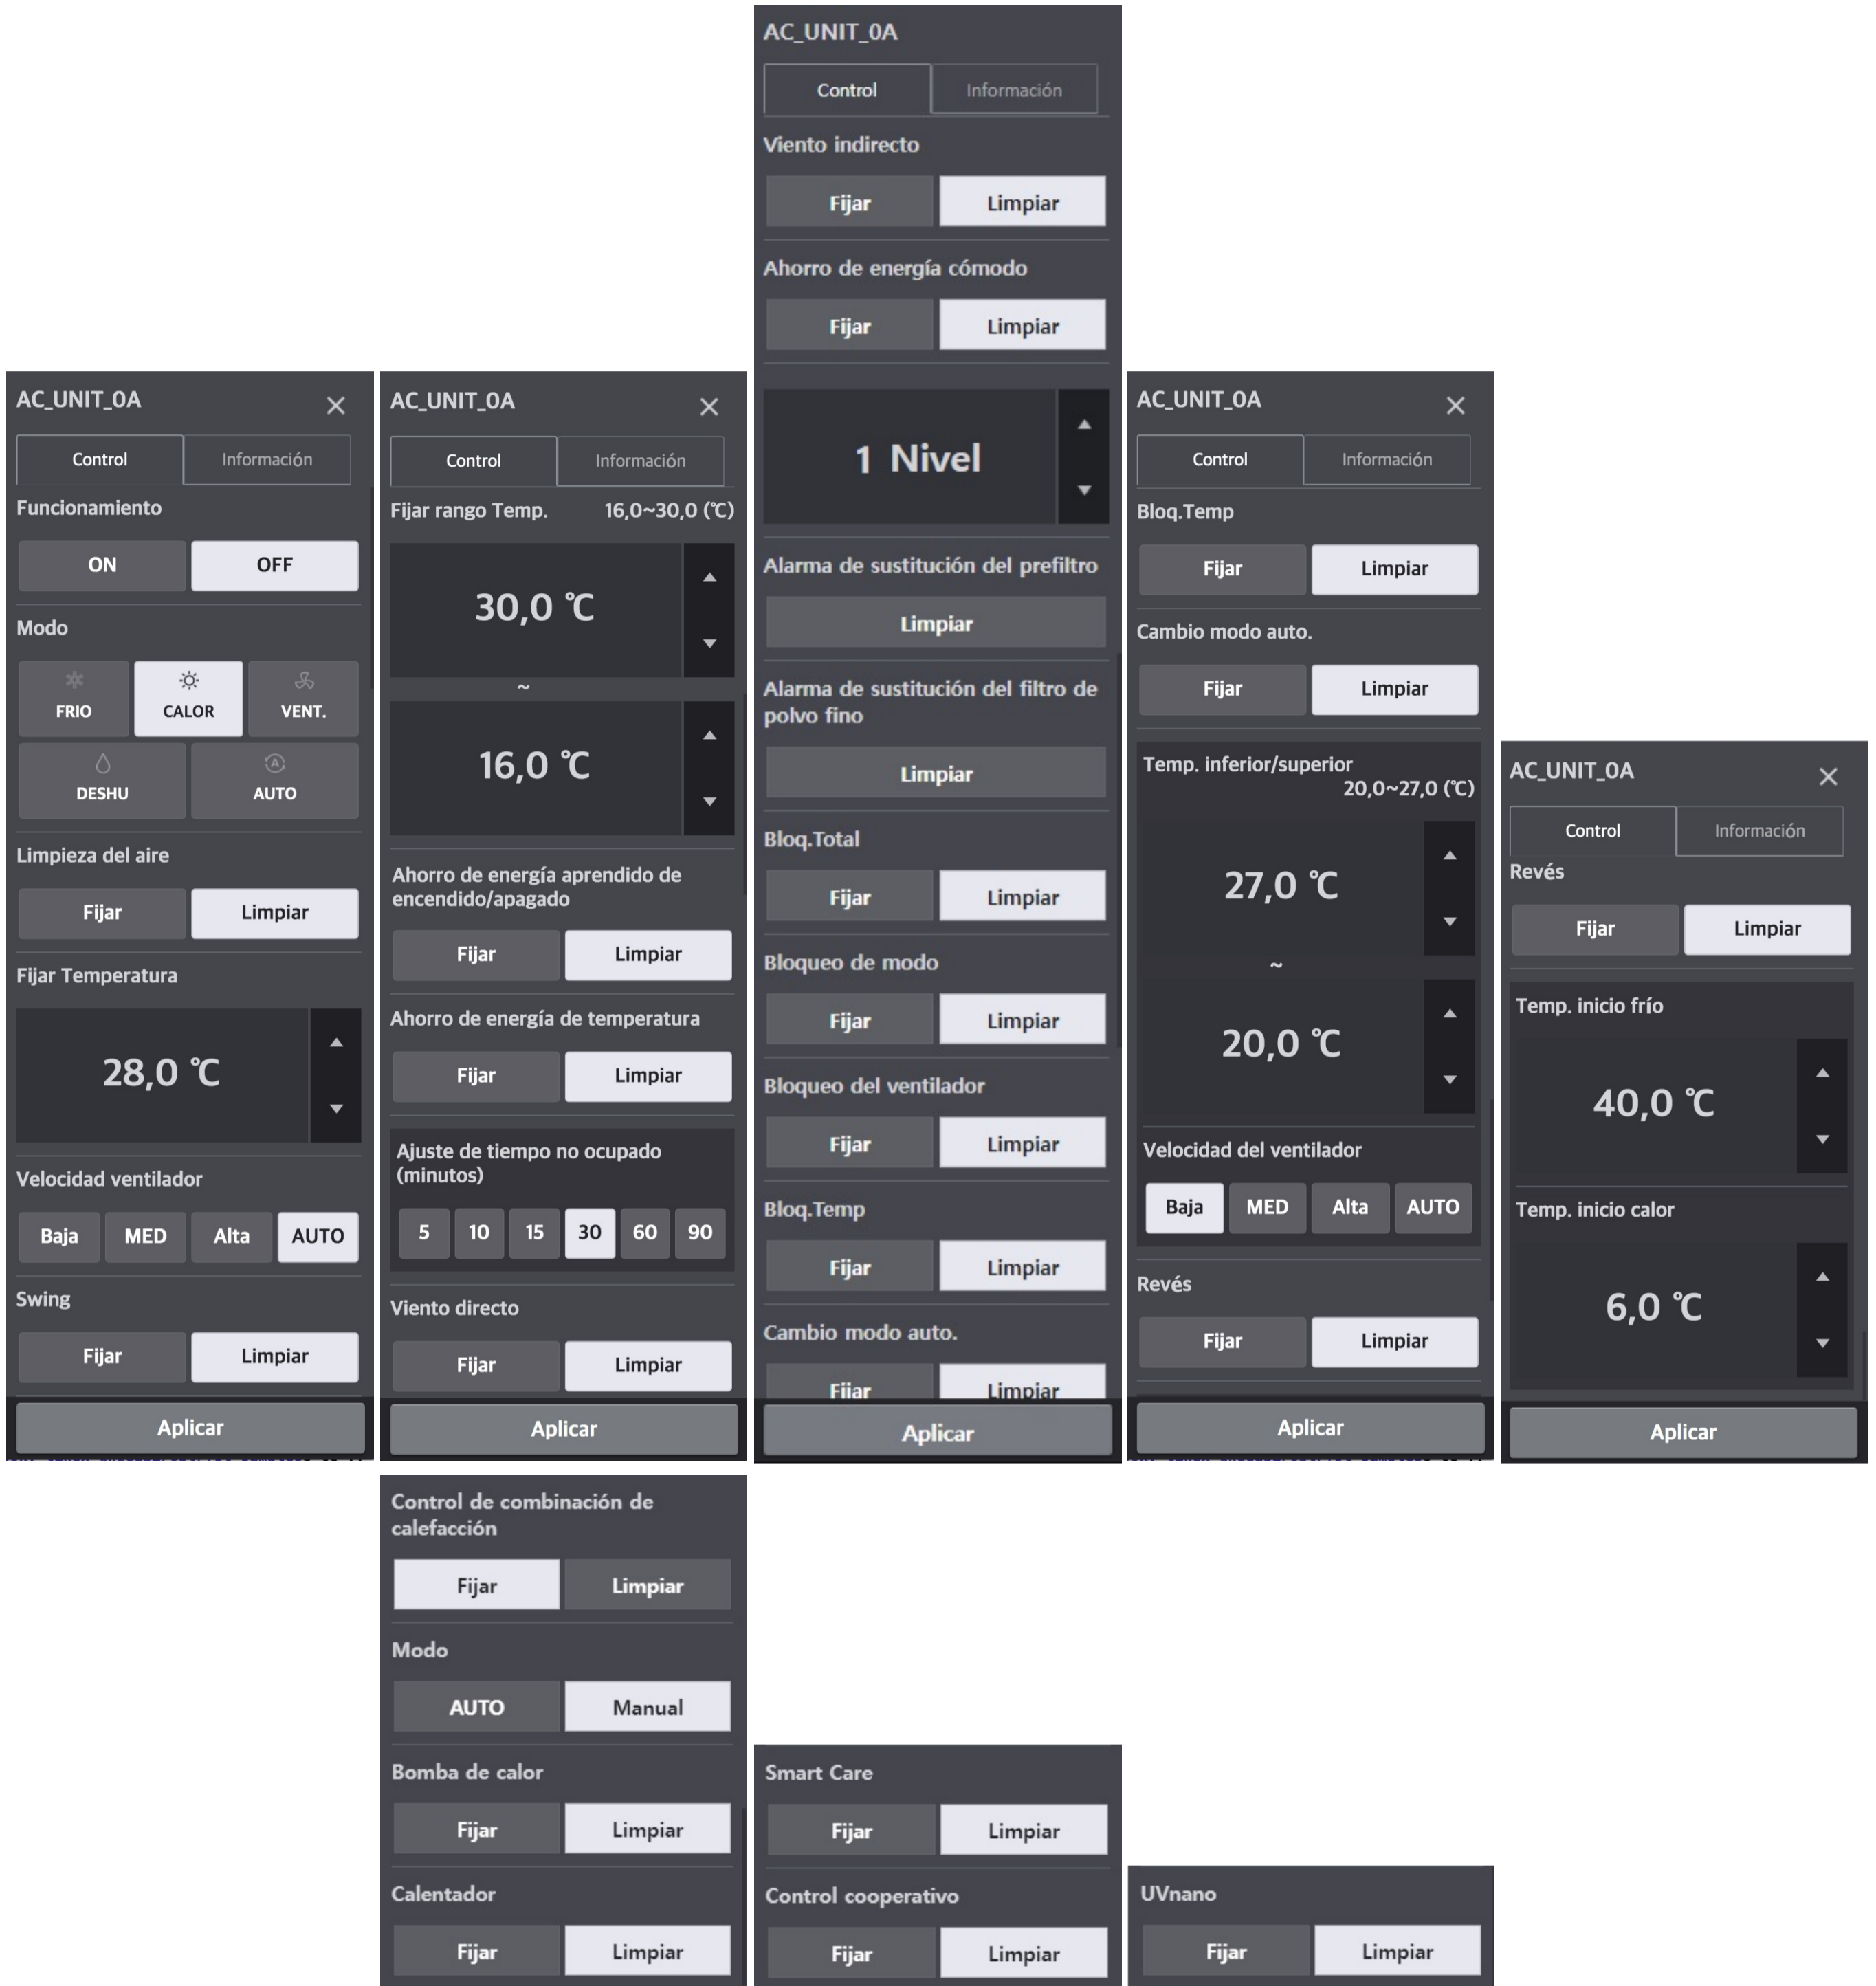 AC_UNIT_0A
Control Información
Funcionamiento
ON OFF
Modo
FRIO CALOR VENT.
DESHU AUTO
Limpieza del aire
Fijar Limpiar
Fijar Temperatura
28,0 ℃
Velocidad ventilador
Baja MED Alta AUTO
Swing
Fijar Limpiar
Aplicar
AC_UNIT_0A
Control Información
Fijar rango Temp. 16,0~30,0 (℃)
30,0 ℃
~
16,0 ℃
Ahorro de energía aprendido de
encendido/apagado
Fijar Limpiar
Ahorro de energía de temperatura
Fijar Limpiar
Ajuste de tiempo no ocupado
(minutos)
5 10 15 30 60 90
Viento directo
Fijar Limpiar
Aplicar
AC_UNIT_0A
Control Información
Viento indirecto
Fijar Limpiar
Ahorro de energía cómodo
Fijar Limpiar
1 Nivel
Alarma de sustitución del prefiltro
Limpiar
Alarma de sustitución del filtro de
polvo fino
Limpiar
Bloq.Total
Fijar Limpiar
Bloqueo de modo
Fijar Limpiar
Bloqueo del ventilador
Fijar Limpiar
Bloq.Temp
Fijar Limpiar
Cambio modo auto.
Fijar Limpiar
Aplicar
AC_UNIT_0A
Control Información
Bloq.Temp
Fijar Limpiar
Cambio modo auto.
Fijar Limpiar
Temp. inferior/superior
20,0~27,0 (℃)
27,0 ℃
~
20,0 ℃
Velocidad del ventilador
Baja MED Alta AUTO
Revés
Fijar Limpiar
Aplicar
AC_UNIT_0A
Control Información
Revés
Fijar Limpiar
Temp. inicio frío
40,0 ℃
Temp. inicio calor
6,0 ℃
Aplicar
Control de combinación de
calefacción
Fijar Limpiar
Modo
AUTO Manual
Bomba de calor
Fijar Limpiar
Calentador
Fijar Limpiar
Smart Care
Fijar Limpiar
Control cooperativo
Fijar Limpiar
UVnano
Fijar Limpiar